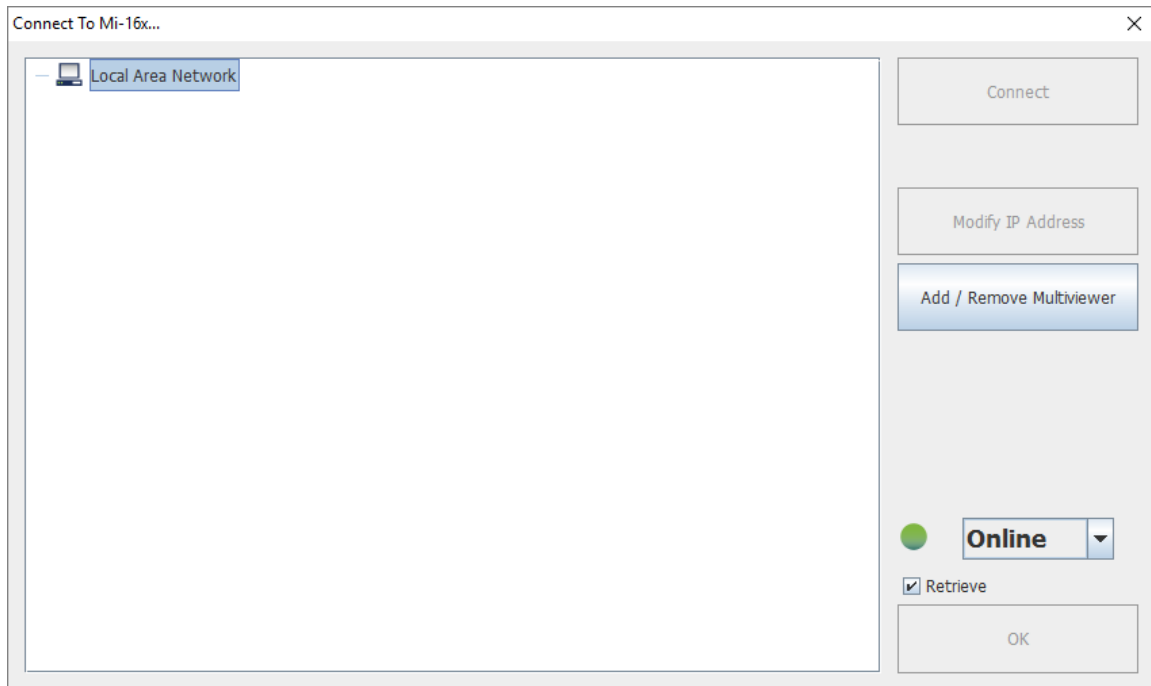 Connect To Mi-16x...
Local Area Network
Connect
Modify IP Address
Add / Remove Multiviewer
Online
Retrieve
OK